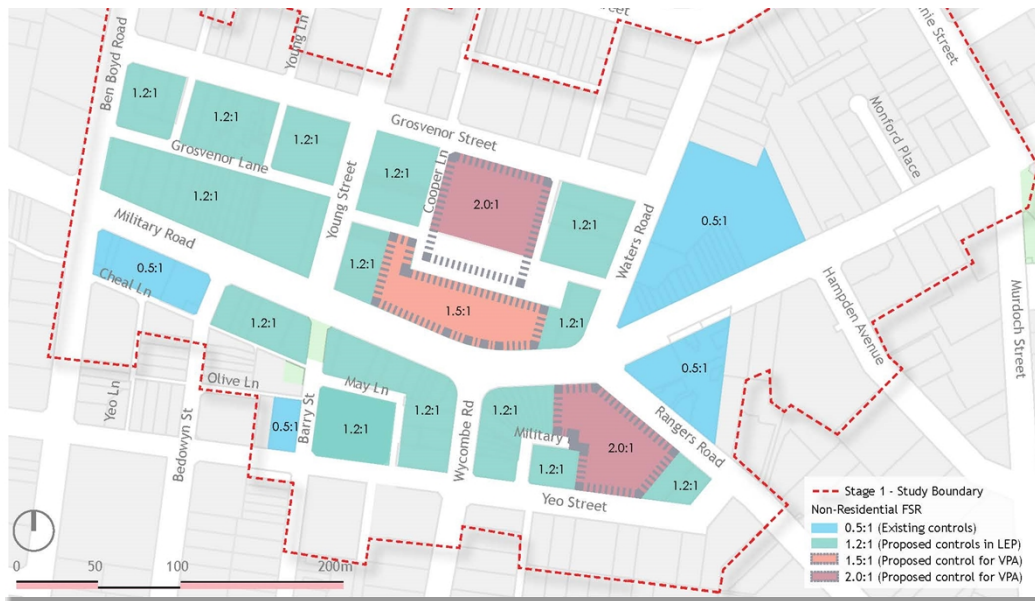 Ben Boyd Road
Young Ln
Grosvenor Street
Grosvenor Lane
Young Street
Cooper Ln
Waters Road
Monford Place
Military Road
Cheal Ln
Hampden Avenue
Murdoch Street
Olive Ln
May Ln
Yeo Ln
Bedowyn St
Barry St
Wycombe Rd
Military
Rangers Road
Yeo Street
1.2:1
1.2:1
1.2:1
1.2:1
1.2:1
2.0:1
1.2:1
0.5:1
0.5:1
1.2:1
1.5:1
1.2:1
1.2:1
0.5:1
0.5:1
1.2:1
1.2:1
1.2:1
1.2:1
2.0:1
1.2:1
Stage 1 - Study Boundary
Non-Residential FSR
0.5:1 (Existing controls)
1.2:1 (Proposed controls in LEP)
1.5:1 (Proposed control for VPA)
2.0:1 (Proposed control for VPA)
0 50 100 200m